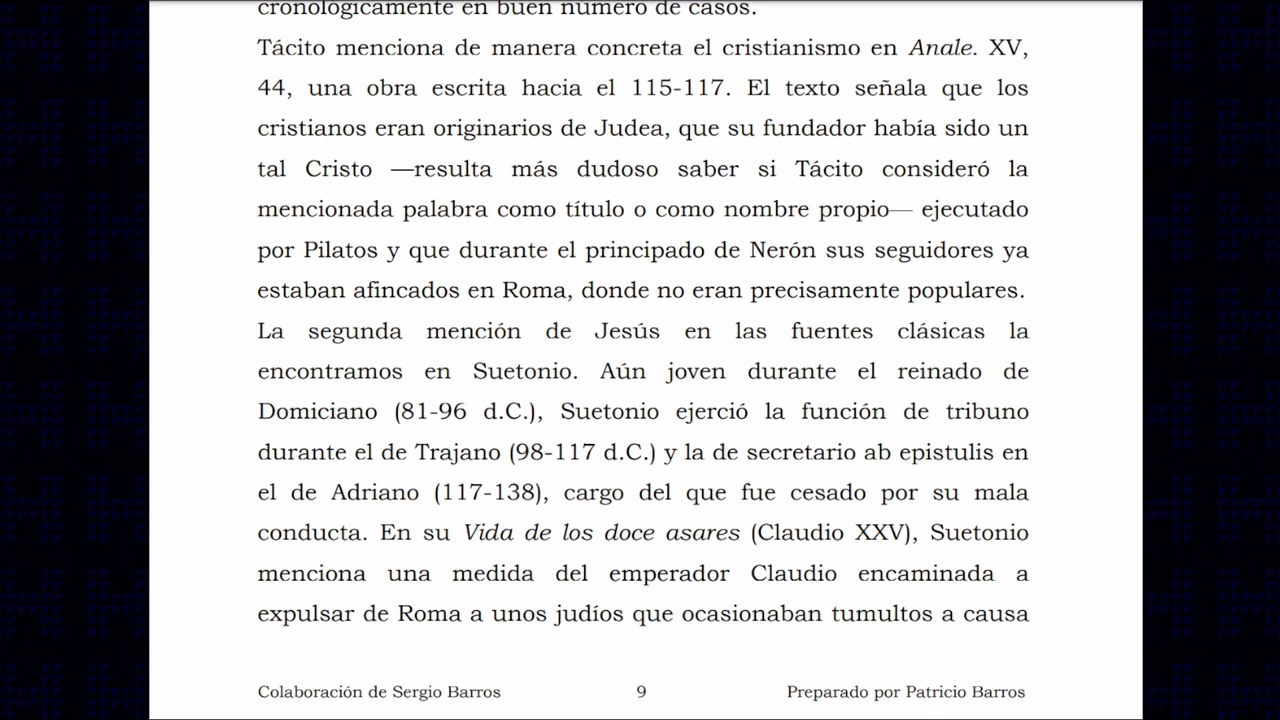 cronológicamente en buen número de casos.
Tácito menciona de manera concreta el cristianismo en Anale. XV,
44, una obra escrita hacia el 115-117. El texto señala que los
cristianos eran originarios de Judea, que su fundador había sido un
tal Cristo —resulta más dudoso saber si Tácito consideró la
mencionada palabra como título o como nombre propio— ejecutado
por Pilatos y que durante el principado de Nerón sus seguidores ya
estaban afincados en Roma, donde no eran precisamente populares.
La segunda mención de Jesús en las fuentes clásicas la
encontramos en Suetonio. Aún joven durante el reinado de
Domiciano (81-96 d.C.), Suetonio ejerció la función de tribuno
durante el de Trajano (98-117 d.C.) y la de secretario ab epistulis en
el de Adriano (117-138), cargo del que fue cesado por su mala
conducta. En su Vida de los doce asares (Claudio XXV), Suetonio
menciona una medida del emperador Claudio encaminada a
expulsar de Roma a unos judíos que ocasionaban tumultos a causa
Colaboración de Sergio Barros 9 Preparado por Patricio Barros